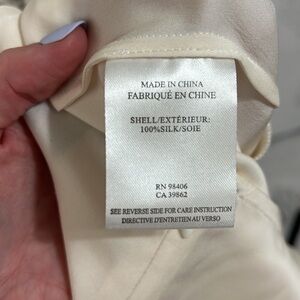 MADE IN CHINA
FABRIQUÉ EN CHINE
SHELL/EXTÉRIEUR:
100%SILK/SOIE
RN 98406
CA 39862
SEE REVERSE SIDE FOR CARE INSTRUCTION
DIRECTIVE D'ENTRETIEN AU VERSO